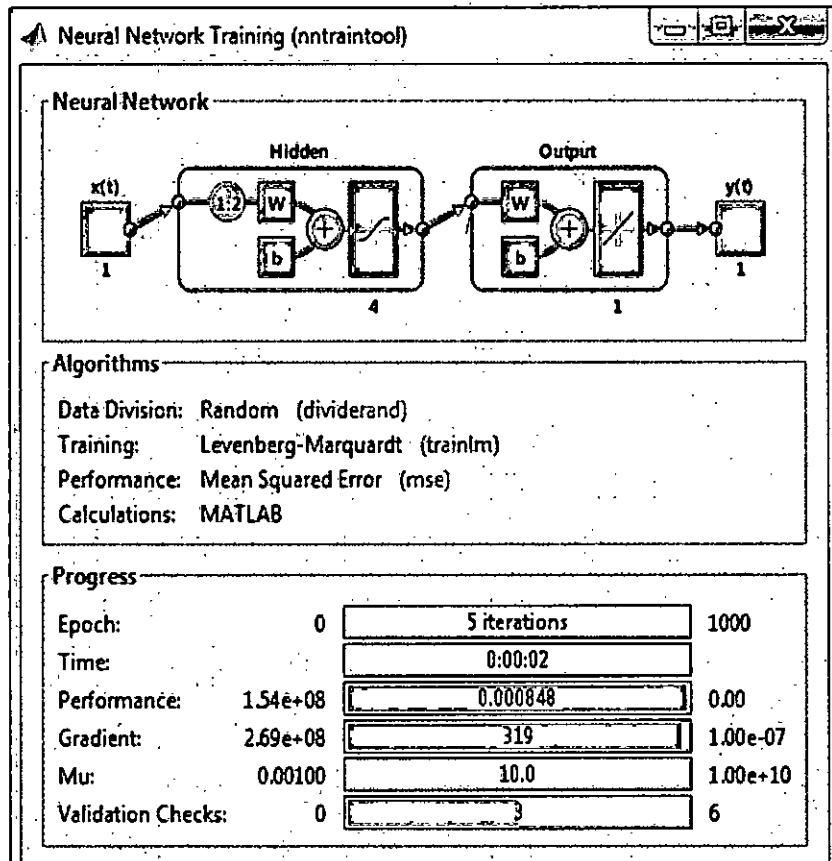 Neural Network Training (nntraintool)
Neural Network
Hidden
Output
x(t)
1:2
W
b
W
b
y(t)
1
4
1
1
Algorithms
Data Division: Random (dividerand)
Training: Levenberg-Marquardt (trainlm)
Performance: Mean Squared Error (mse)
Calculations: MATLAB
Progress
Epoch: 0 5 iterations 1000
Time: 0:00:02
Performance: 1.54e+08 0.000848 0.00
Gradient: 2.69e+08 319 1.00e-07
Mu: 0.00100 10.0 1.00e+10
Validation Checks: 0 3 6